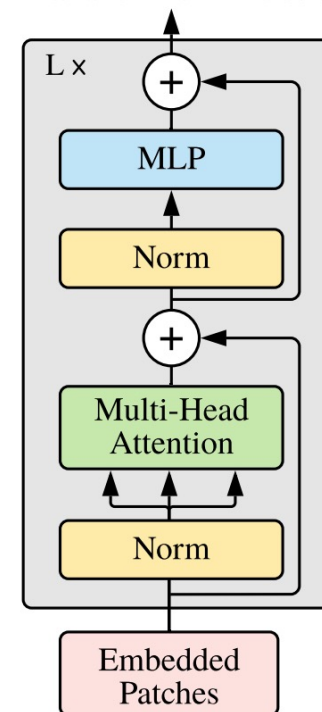 L ×
+
MLP
Norm
+
Multi-Head
Attention
Norm
Embedded
Patches